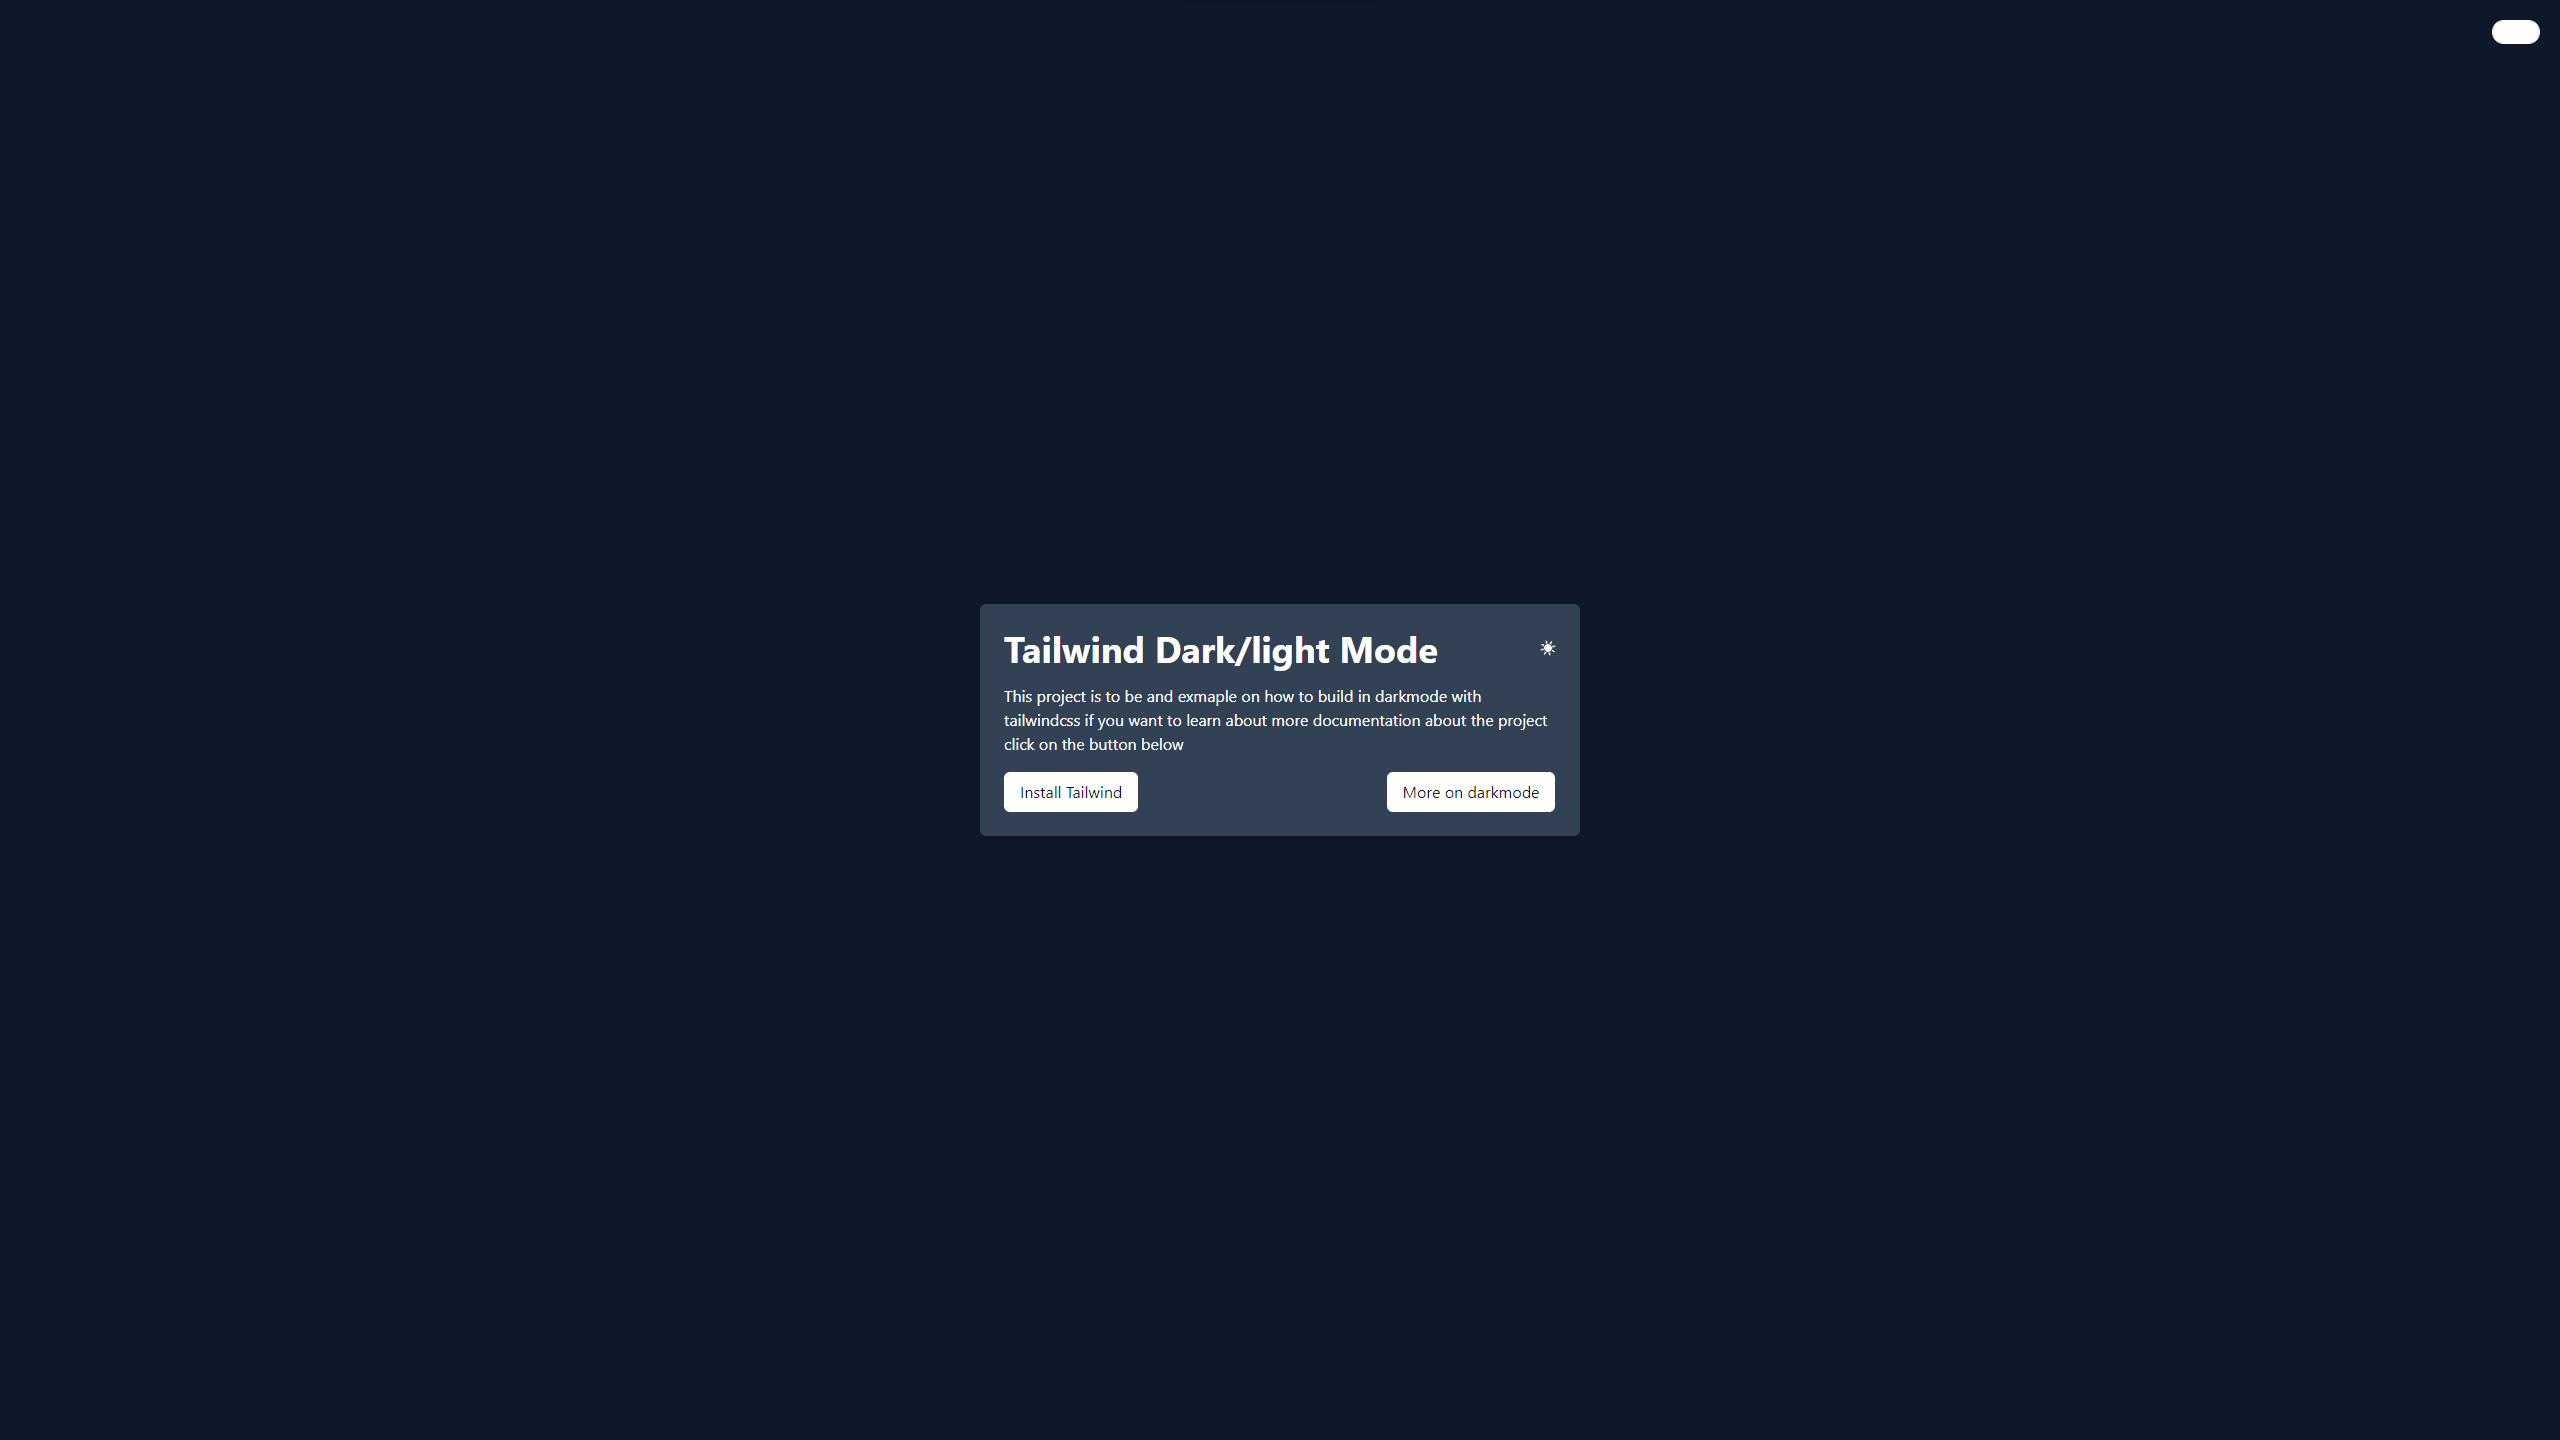 Tailwind Dark/light Mode
This project is to be and exmaple on how to build in darkmode with
tailwindcss if you want to learn about more documentation about the project
click on the button below
Install Tailwind
More on darkmode